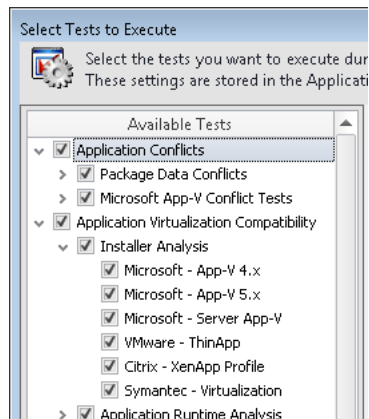 Select Tests to Execute
Select the tests you want to execute
These settings are stored in the
Available Tests
Application Conflicts
Package Data Conflicts
Microsoft App-V Conflict Tests
Application Virtualization Compatibility
Installer Analysis
Microsoft - App-V 4.x
Microsoft - App-V 5.x
Microsoft - Server App-V
VMware - ThinApp
Citrix - XenApp Profile
Symantec - Virtualization
Application Runtime Analysis